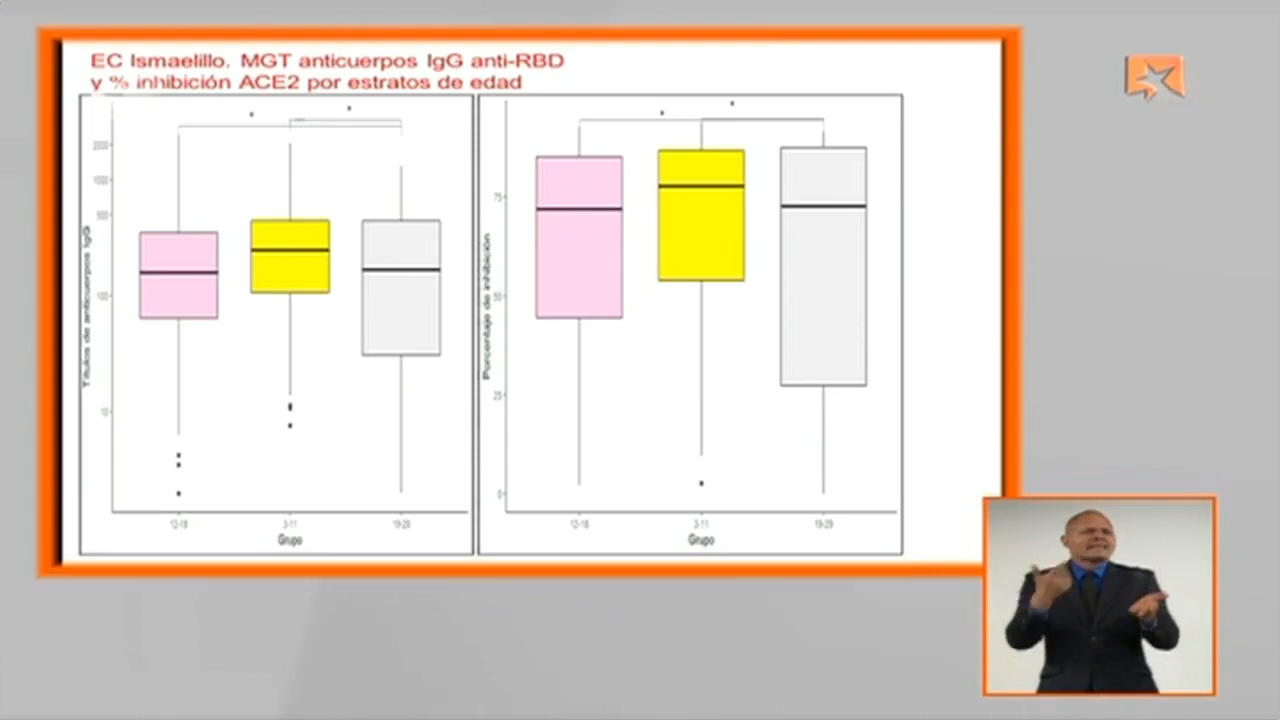 EC Ismaelillo. MGT anticuerpos IgG anti-RBD
y % inhibición ACE2 por estratos de edad
Títulos de anticuerpos IgG
2000
1000
500
100
10
12-18
3-11
19-29
Grupo
Porcentaje de inhibición
75
50
25
0
12-18
3-11
19-29
Grupo